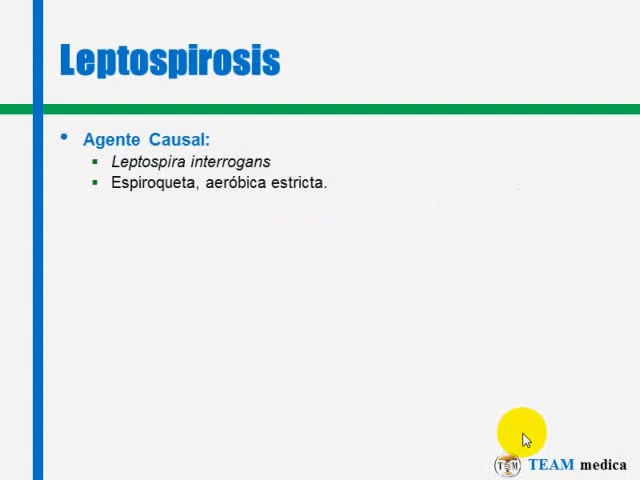 Leptospirosis
• Agente Causal:
▪ Leptospira interrogans
▪ Espiroqueta, aeróbica estricta.
TEAM medica